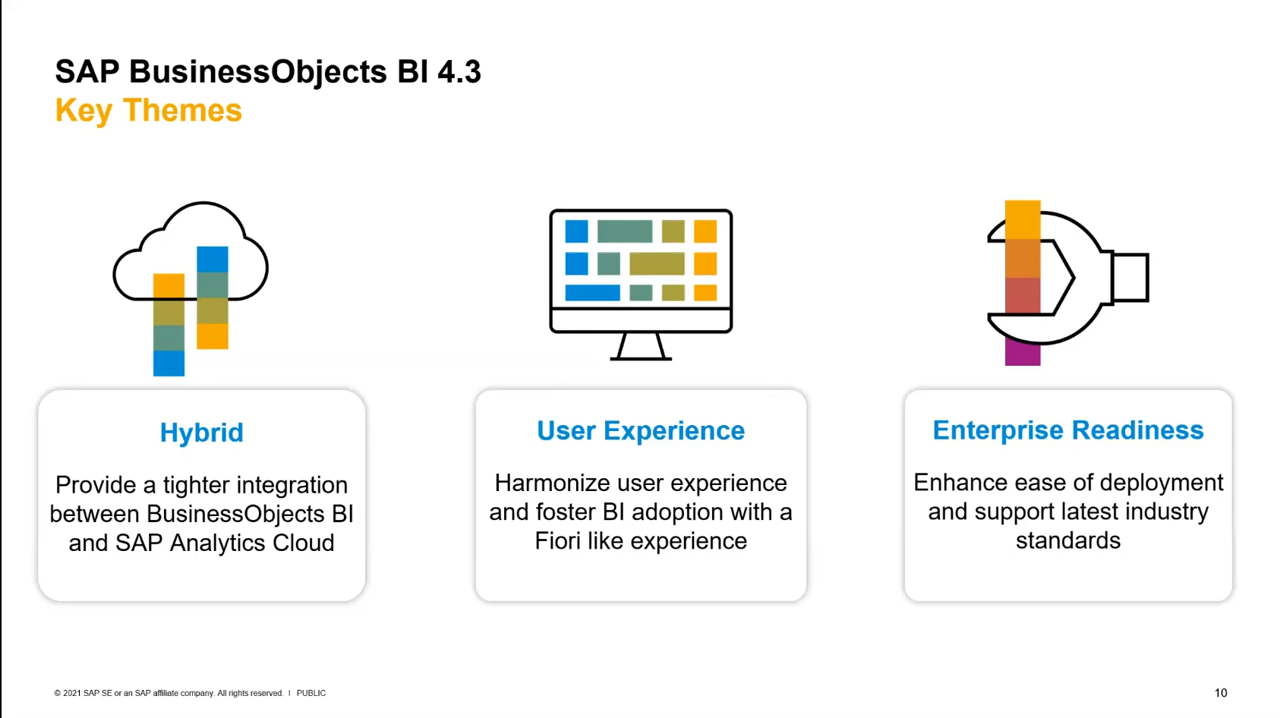 SAP BusinessObjects BI 4.3
Key Themes
Hybrid
Provide a tighter integration
between BusinessObjects BI
and SAP Analytics Cloud
User Experience
Harmonize user experience
and foster BI adoption with a
Fiori like experience
Enterprise Readiness
Enhance ease of deployment
and support latest industry
standards
© 2021 SAP SE or an SAP affiliate company. All rights reserved. I PUBLIC
10